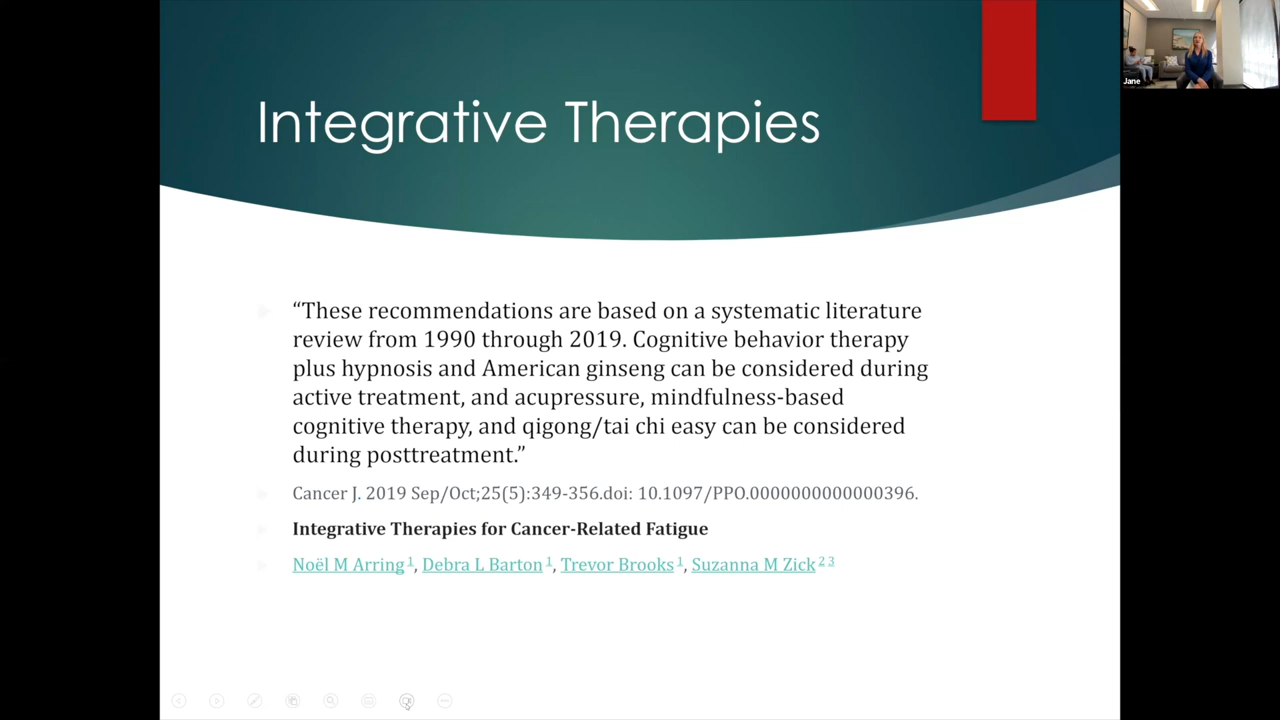 Integrative Therapies
Jane
“These recommendations are based on a systematic literature
review from 1990 through 2019. Cognitive behavior therapy
plus hypnosis and American ginseng can be considered during
active treatment, and acupressure, mindfulness-based
cognitive therapy, and qigong/tai chi easy can be considered
during posttreatment.”
Cancer J. 2019 Sep/Oct;25(5):349-356.doi: 10.1097/PPO.0000000000000396.
Integrative Therapies for Cancer-Related Fatigue
Noël M Arring 1, Debra L Barton 1, Trevor Brooks 1, Suzanna M Zick 2 3